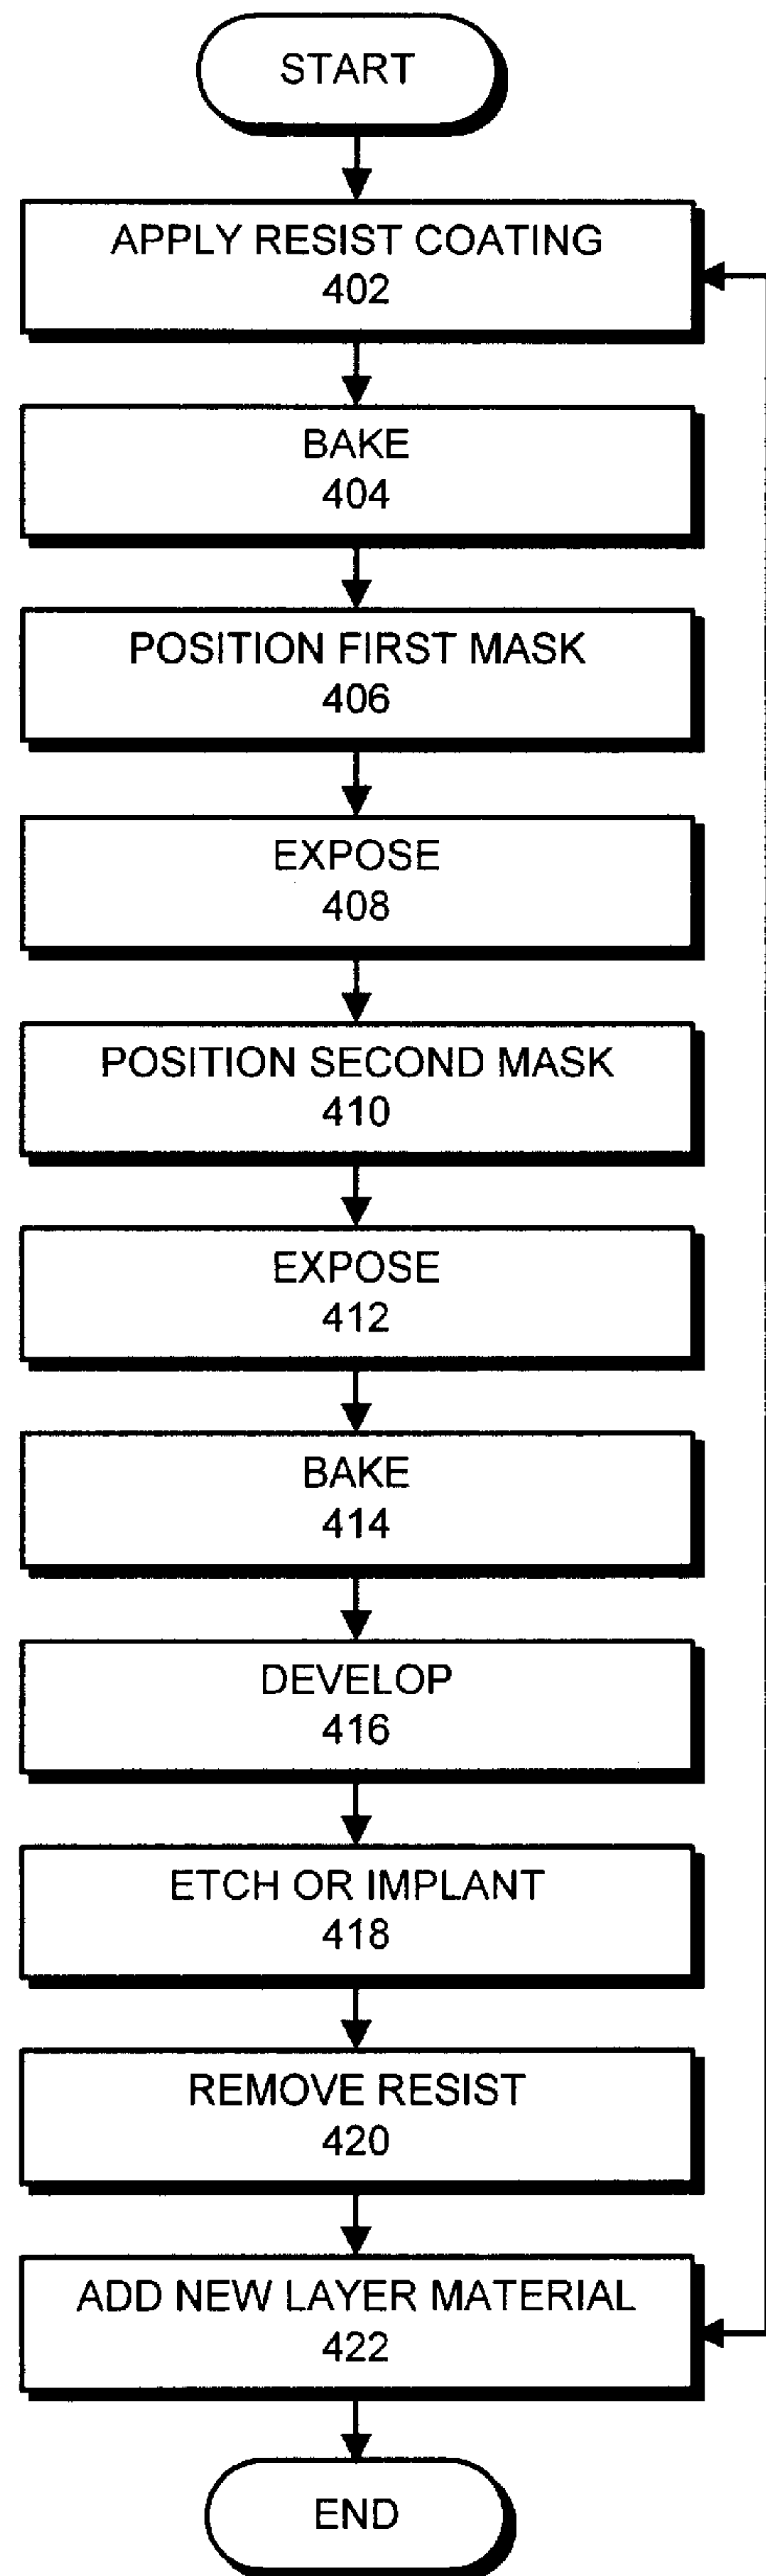 START
APPLY RESIST COATING
402
BAKE
404
POSITION FIRST MASK
406
EXPOSE
408
POSITION SECOND MASK
410
EXPOSE
412
BAKE
414
DEVELOP
416
ETCH OR IMPLANT
418
REMOVE RESIST
420
ADD NEW LAYER MATERIAL
422
END